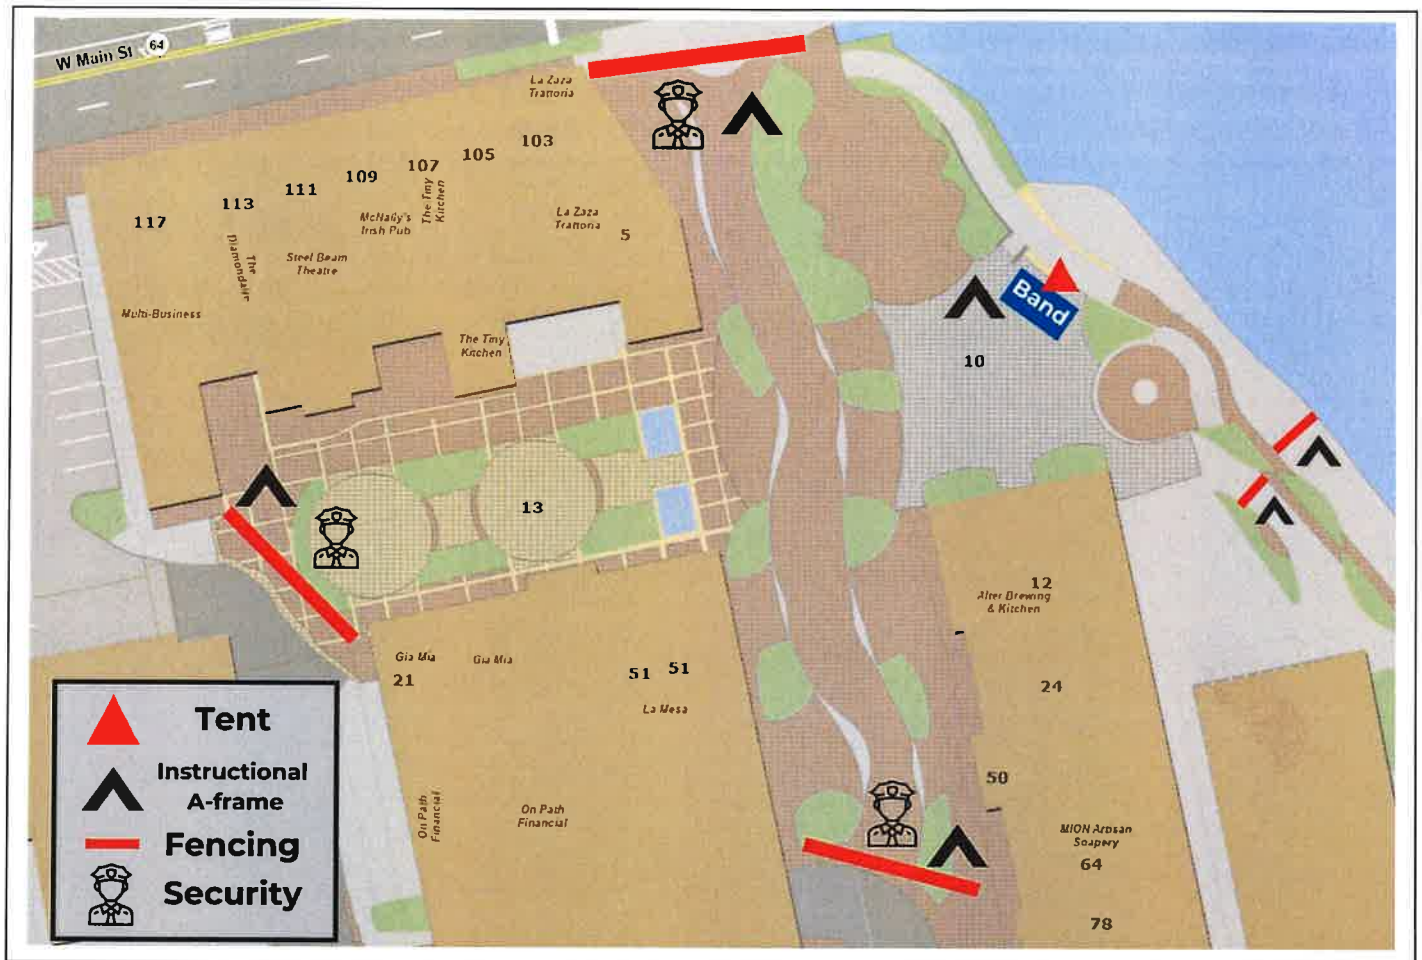 W Main St 64
La Zaza
Trattoria
103
105
107
109
111
113
117
The Tiny
Kitchen
McNally's
Irish Pub
La Zaza
Trattoria
5
The
Diamondaire
Steel Beam
Theatre
Multi-Business
The Tiny
Kitchen
Band
10
13
12
Alter Brewing
& Kitchen
Gia Mia
21
Gia Mia
51
51
La Mesa
24
50
On Path
Financial
On Path
Financial
MION Artisan
Soapery
64
78
Tent
Instructional
A-frame
Fencing
Security